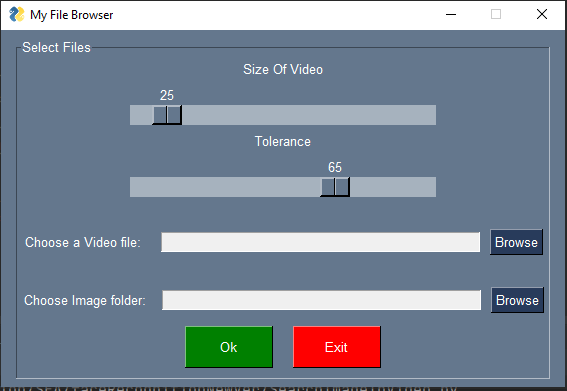 My File Browser
Select Files
Size Of Video
25
Tolerance
65
Choose a Video file: Browse
Choose Image folder: Browse
Ok Exit